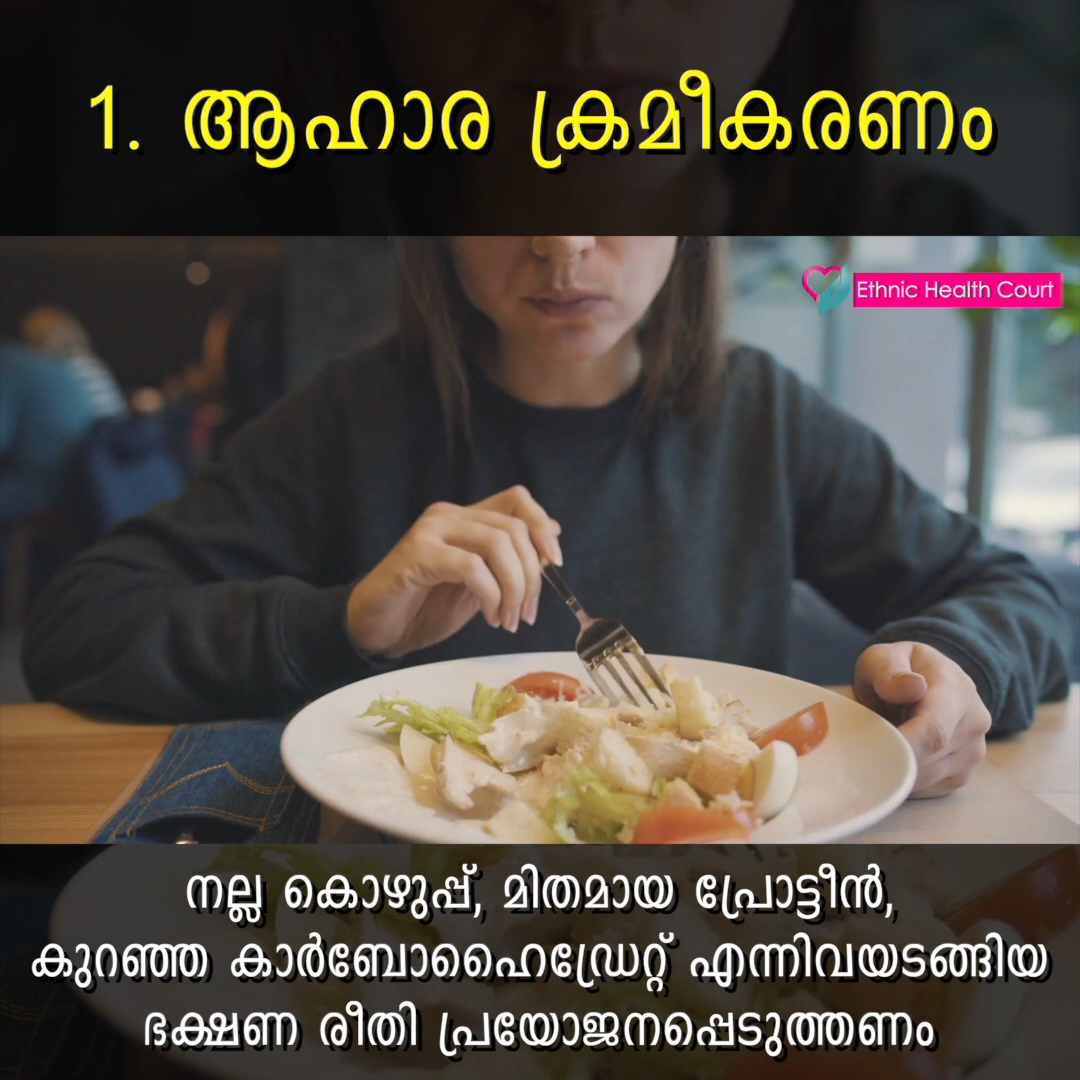 1. ആഹാര ക്രമീകരണം
Ethnic Health Court
നല്ല കൊഴുപ്പ്, മിതമായ പ്രോട്ടീൻ,
കുറഞ്ഞ കാർബോഹൈഡ്രേറ്റ് എന്നിവയടങ്ങിയ
ഭക്ഷണ രീതി പ്രയോജനപ്പെടുത്തണം